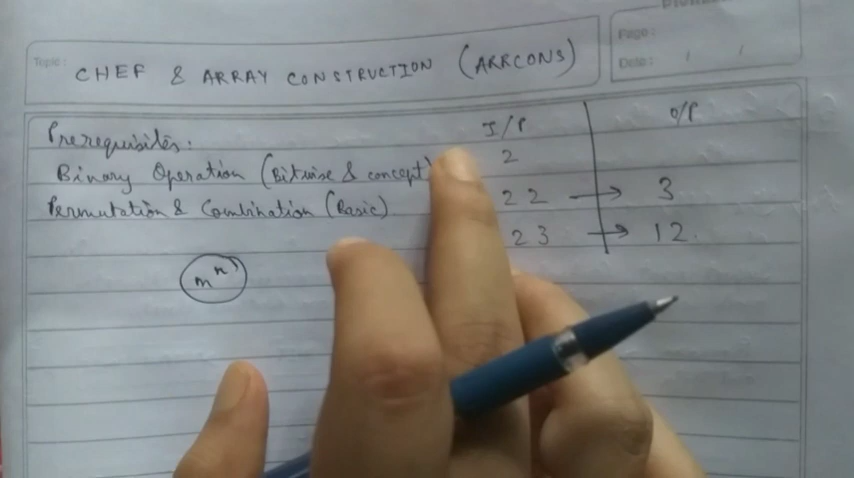 Topic: CHEF & ARRAY CONSTRUCTION (ARRCONS)
Page:
Date: / /
Prerequisites.
I/P O/P
2
Binary Operation (Bitwise & concept)
2 2 → 3
Permutation & Combination (Basic)
2 3 → 12.
mⁿ